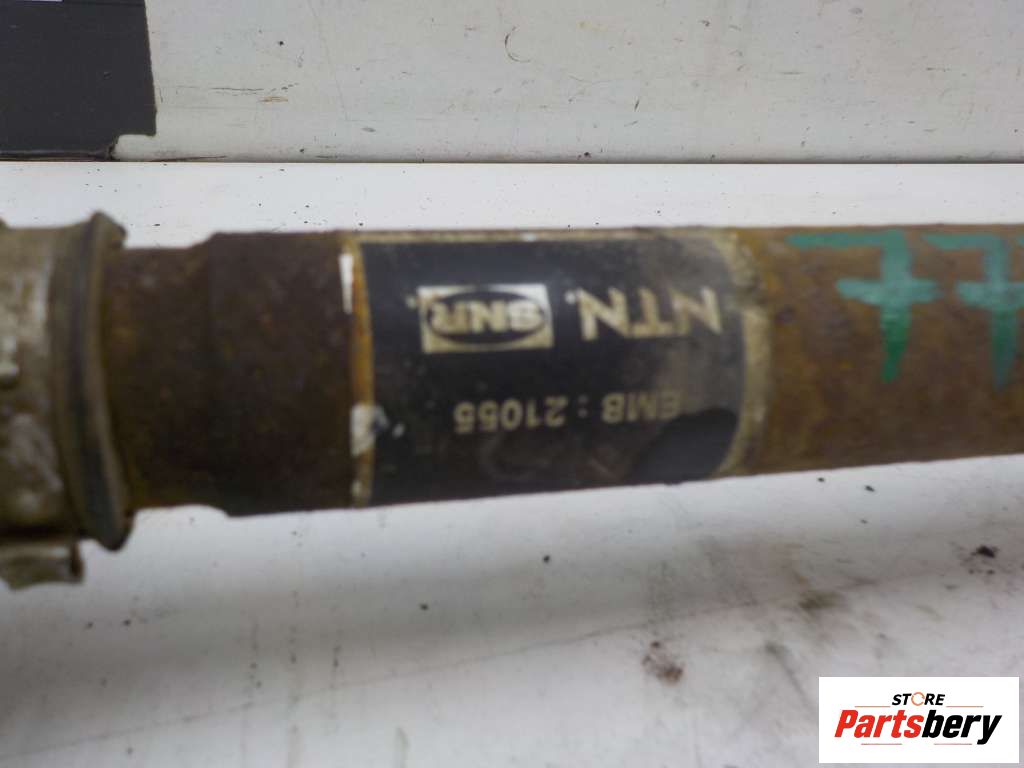 NTN.
SNR.
EMB : 21055
STORE
Partsbery